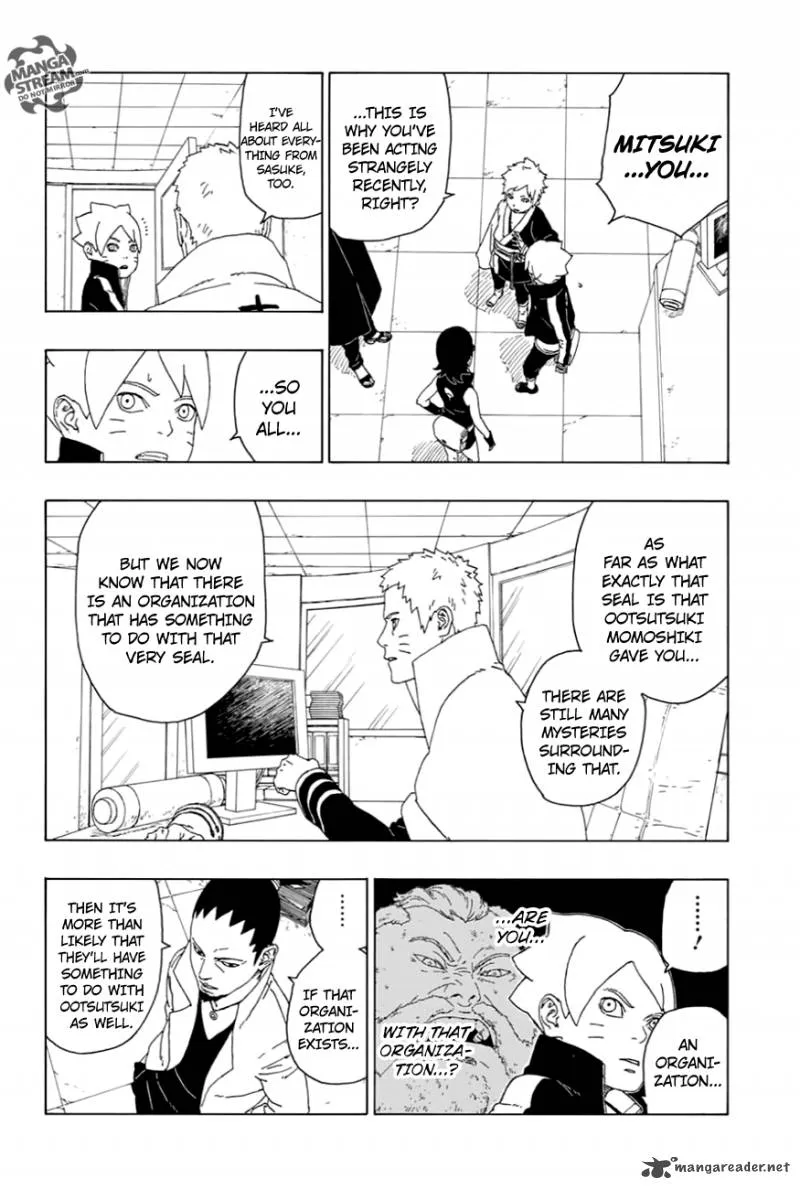 MANGA
STREAM.COM
DO NOT MIRROR
MITSUKI
...YOU...
...THIS IS
WHY YOU'VE
BEEN ACTING
STRANGELY
RECENTLY,
RIGHT?
I'VE
HEARD ALL
ABOUT EVERY-
THING FROM
SASUKE,
TOO.
...SO
YOU
ALL...
AS
FAR AS WHAT
EXACTLY THAT
SEAL IS THAT
OOTSUTSUKI
MOMOSHIKI
GAVE YOU...
THERE ARE
STILL MANY
MYSTERIES
SURROUND-
ING THAT.
BUT WE NOW
KNOW THAT THERE
IS AN ORGANIZATION
THAT HAS SOMETHING
TO DO WITH THAT
VERY SEAL.
......!
AN
ORGANI-
ZATION...
...ARE
YOU...
WITH THAT
ORGANIZA-
TION...?
......
IF THAT
ORGANI-
ZATION
EXISTS...
THEN IT'S
MORE THAN
LIKELY THAT
THEY'LL HAVE
SOMETHING
TO DO WITH
OOTSUTSUKI
AS WELL.
mangareader.net